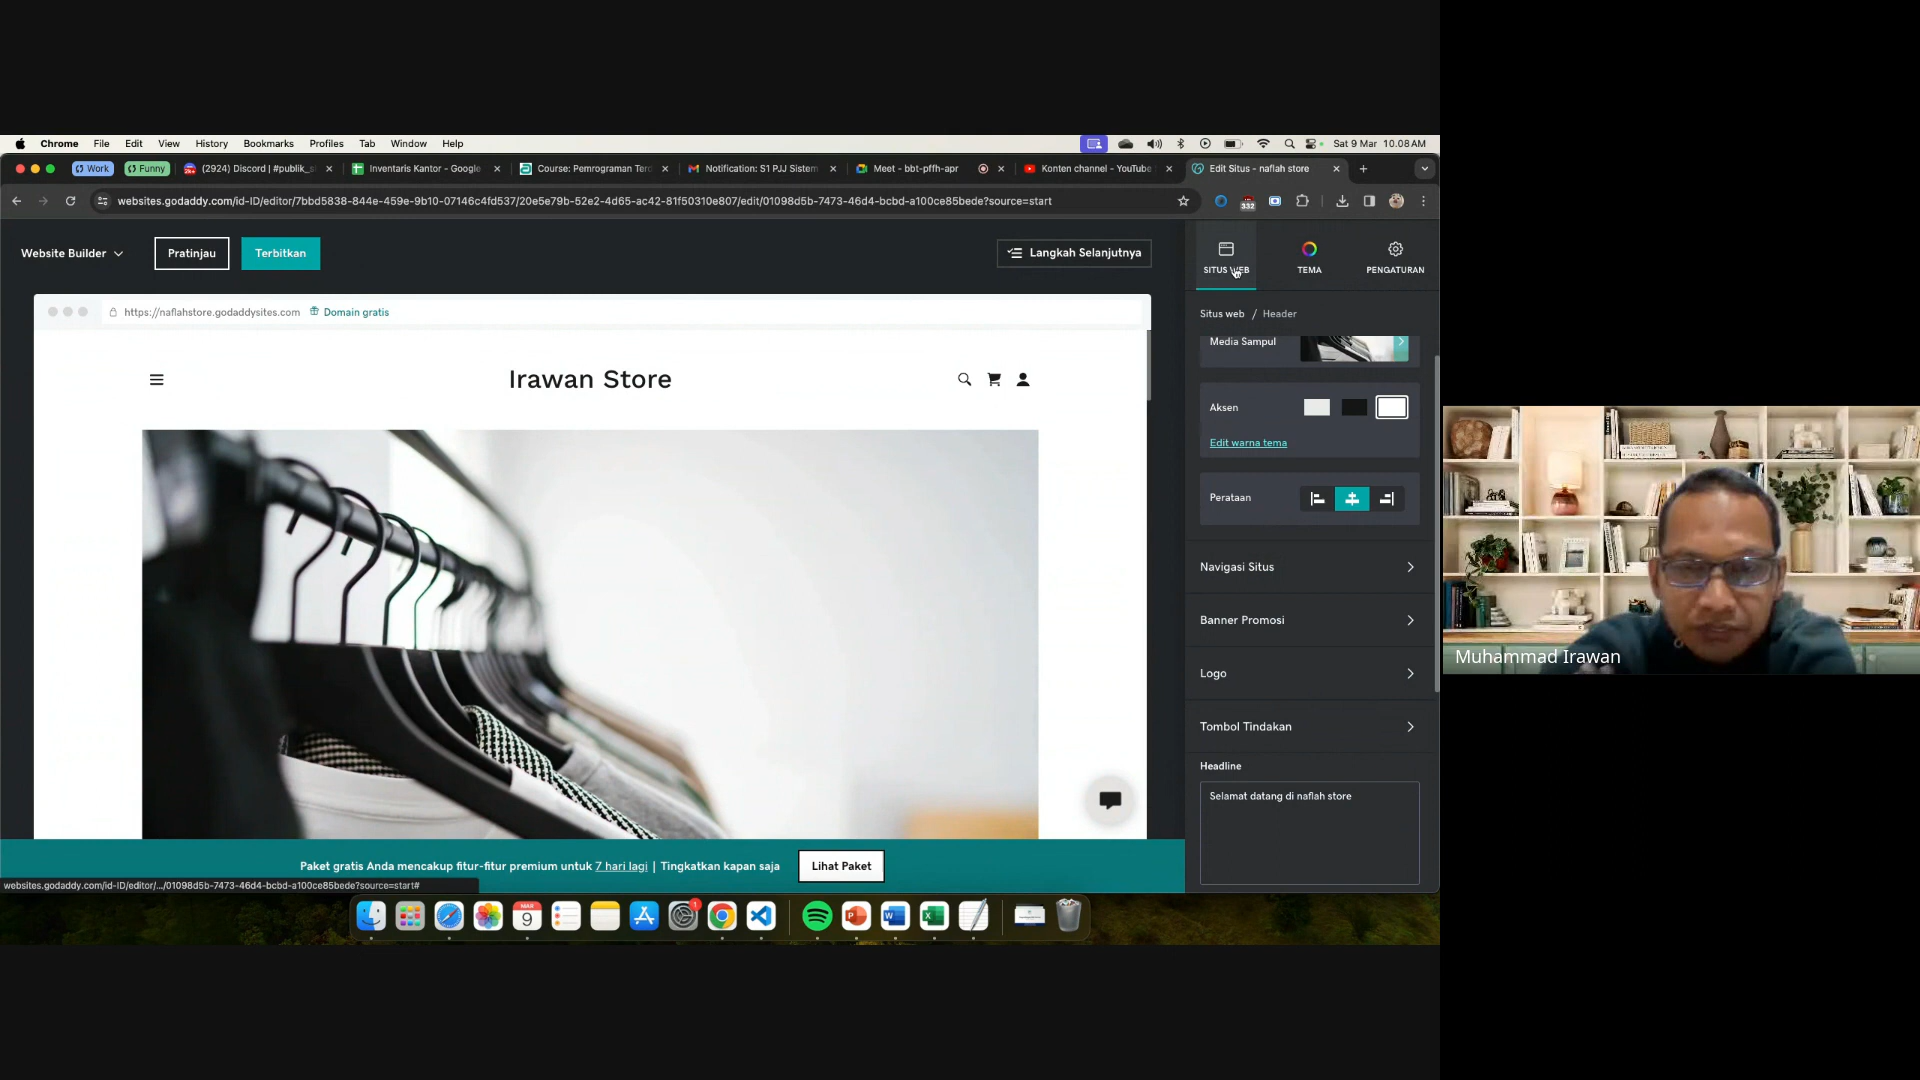 Chrome File Edit View History Bookmarks Profiles Tab Window Help
Sat 9 Mar 10.08 AM
Work
Funny
(2924) Discord | #publik_s
Inventaris Kantor - Google
Course: Pemrograman Ter
Notification: S1 PJJ Sistem
Meet - bbt-pffh-apr
Konten channel - YouTube
Edit Situs - naflah store
websites.godaddy.com/id-ID/editor/7bbd5838-844e-459e-9b10-07146c4fd537/20e5e79b-52e2-4d65-ac42-81f50310e807/edit/01098d5b-7473-46d4-bcbd-a100ce85bede?source=start
332
Website Builder
Pratinjau
Terbitkan
Langkah Selanjutnya
SITUS WEB
TEMA
PENGATURAN
https://naflahstore.godaddysites.com
Domain gratis
Irawan Store
Situs web / Header
Media Sampul
Aksen
Edit warna tema
Perataan
Navigasi Situs
Banner Promosi
Logo
Tombol Tindakan
Headline
Selamat datang di naflah store
Paket gratis Anda mencakup fitur-fitur premium untuk 7 hari lagi | Tingkatkan kapan saja
Lihat Paket
websites.godaddy.com/id-ID/editor/.../01098d5b-7473-46d4-bcbd-a100ce85bede?source=start#
MAR
9
1
Muhammad Irawan